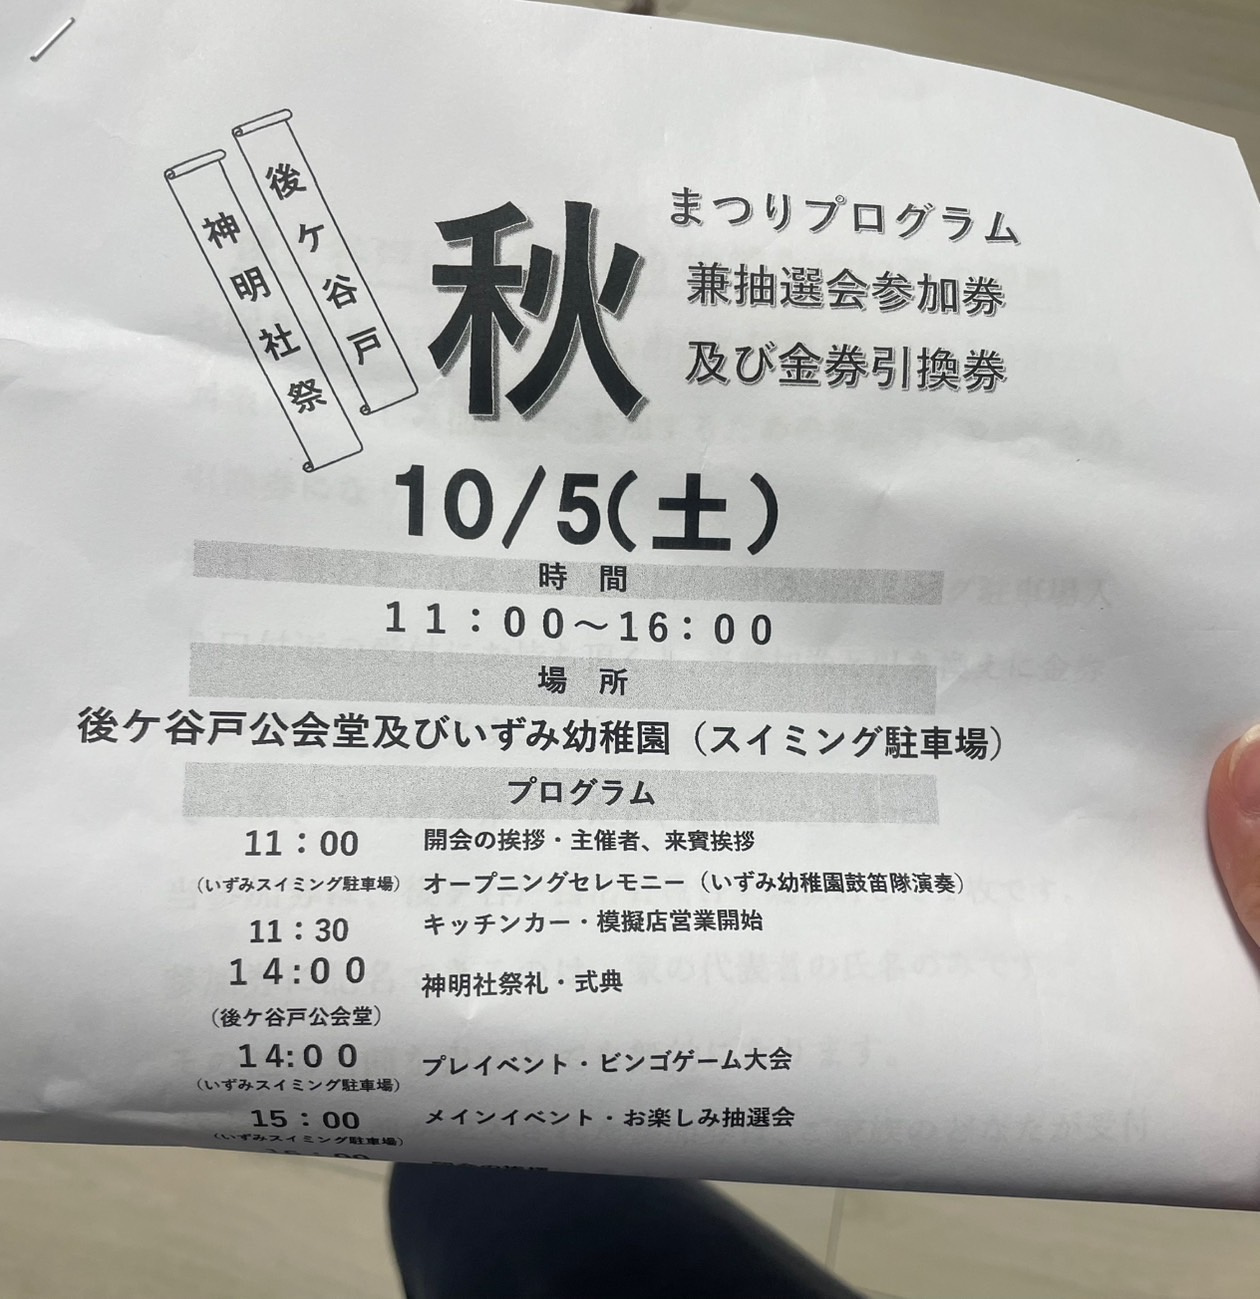 後ケ谷戸
神明社祭
秋
まつりプログラム
兼抽選会参加券
及び金券引換券
10/5(土)
時 間
11：00～16：00
場 所
後ケ谷戸公会堂及びいずみ幼稚園（スイミング駐車場）
プログラム
11：00 開会の挨拶・主催者、来賓挨拶
（いずみスイミング駐車場） オープニングセレモニー（いずみ幼稚園鼓笛隊演奏）
11：30 キッチンカー・模擬店営業開始
14：00 神明社祭礼・式典
（後ケ谷戸公会堂）
14:00 プレイベント・ビンゴゲーム大会
（いずみスイミング駐車場）
15：00 メインイベント・お楽しみ抽選会
（いずみスイミング駐車場）